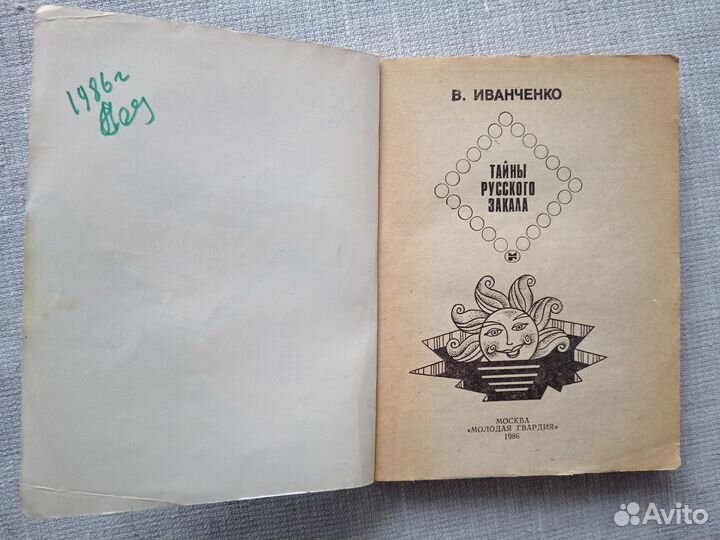 1986г
В. ИВАНЧЕНКО
ТАЙНЫ
РУССКОГО
ЗАКАЛА
МОСКВА
«МОЛОДАЯ ГВАРДИЯ»
1986
Avito